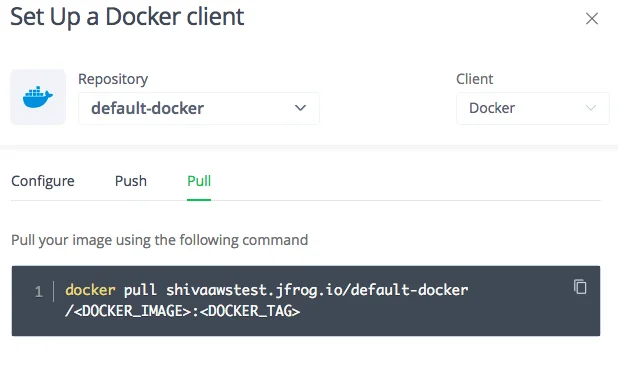 Set Up a Docker client
Repository
Client
default-docker
Docker
Configure
Push
Pull
Pull your image using the following command
1
docker pull shivaawstest.jfrog.io/default-docker
/<DOCKER_IMAGE>:<DOCKER_TAG>